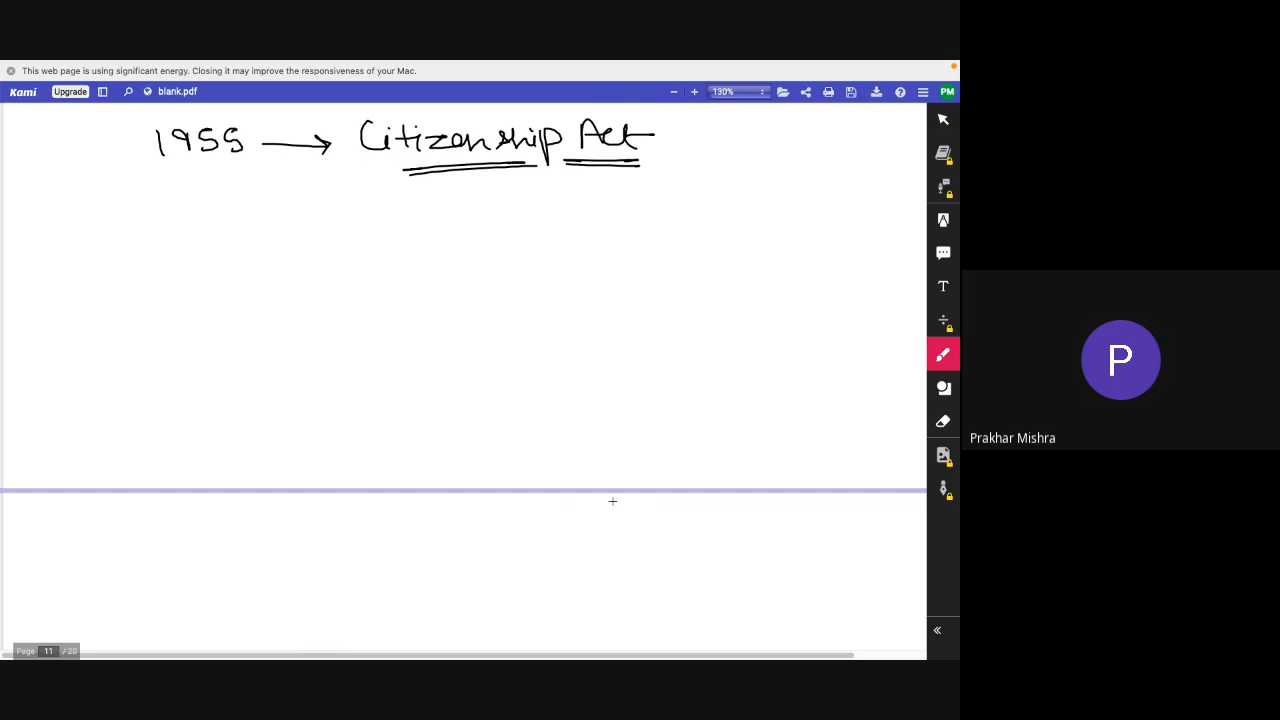 This web page is using significant energy. Closing it may improve the responsiveness of your Mac.
Kami Upgrade blank.pdf 130% PM
1955 → Citizenship Act
T
P
Prakhar Mishra
Page 11 / 20